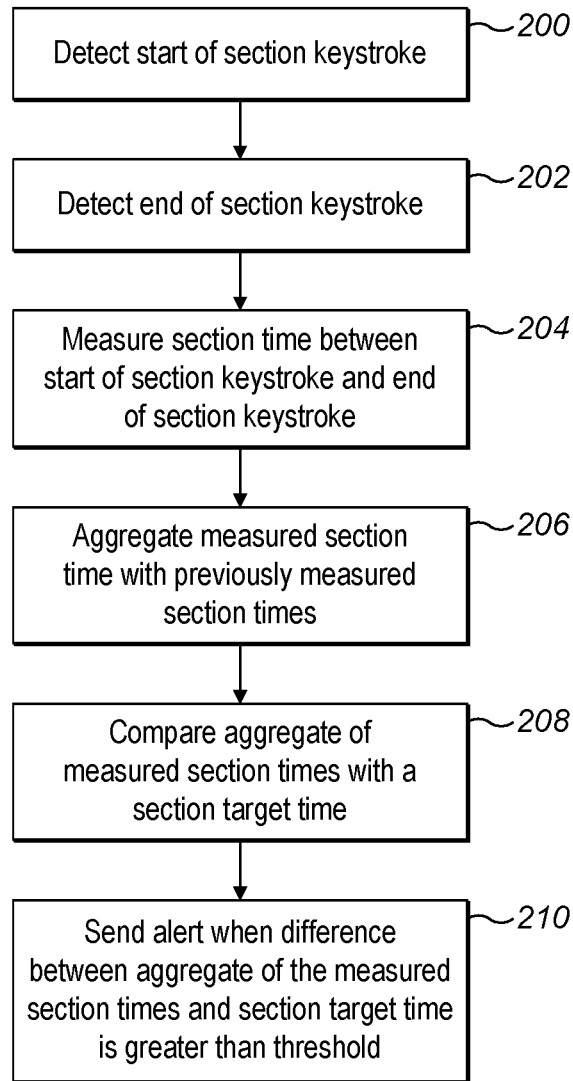 Detect start of section keystroke
200
Detect end of section keystroke
202
Measure section time between
start of section keystroke and end
of section keystroke
204
Aggregate measured section
time with previously measured
section times
206
Compare aggregate of
measured section times with a
section target time
208
Send alert when difference
between aggregate of the measured
section times and section target time
is greater than threshold
210